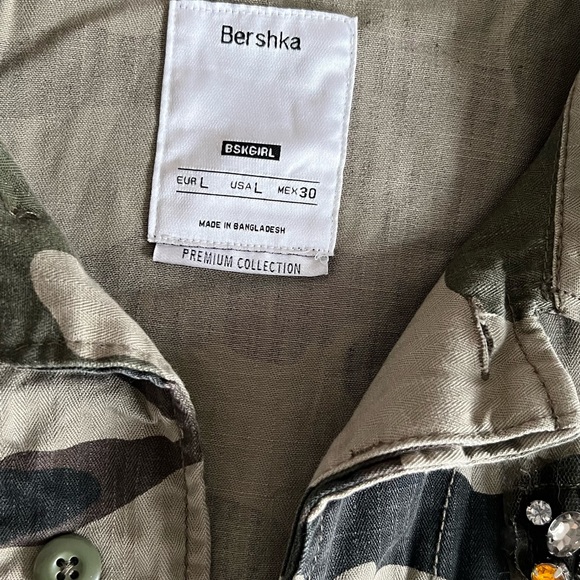 Bershka
BSKGIRL
EUR L USA L MEX 30
MADE IN BANGLADESH
PREMIUM COLLECTION